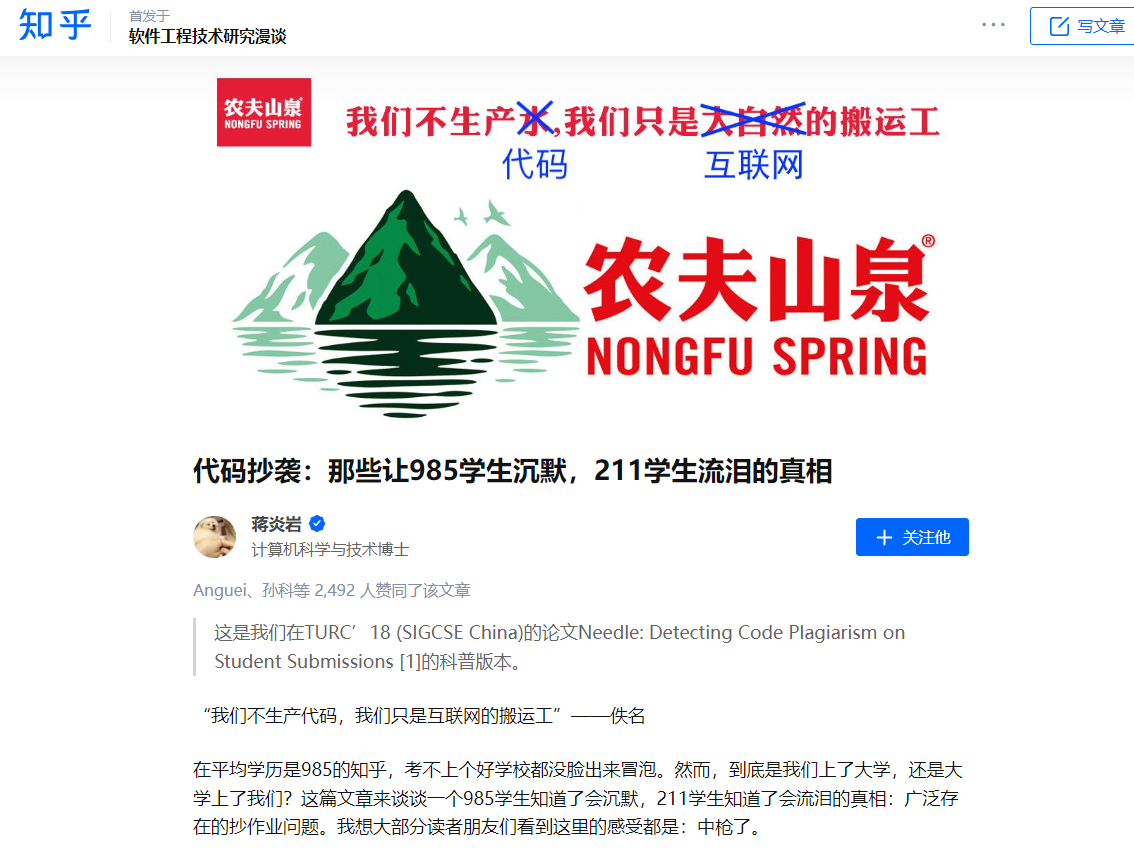 知乎
首发于
软件工程技术研究漫谈
···
写文章
农夫山泉®
NONGFU SPRING
我们不生产水,我们只是大自然的搬运工
代码 互联网
农夫山泉®
NONGFU SPRING
代码抄袭：那些让985学生沉默，211学生流泪的真相
蒋炎岩
计算机科学与技术博士
+ 关注他
Anguei、孙科等 2,492 人赞同了该文章
这是我们在TURC’18 (SIGCSE China)的论文Needle: Detecting Code Plagiarism on
Student Submissions [1]的科普版本。
“我们不生产代码，我们只是互联网的搬运工”——佚名
在平均学历是985的知乎，考不上个好学校都没脸出来冒泡。然而，到底是我们上了大学，还是大
学上了我们？这篇文章来谈谈一个985学生知道了会沉默，211学生知道了会流泪的真相：广泛存
在的抄作业问题。我想大部分读者朋友们看到这里的感受都是：中枪了。